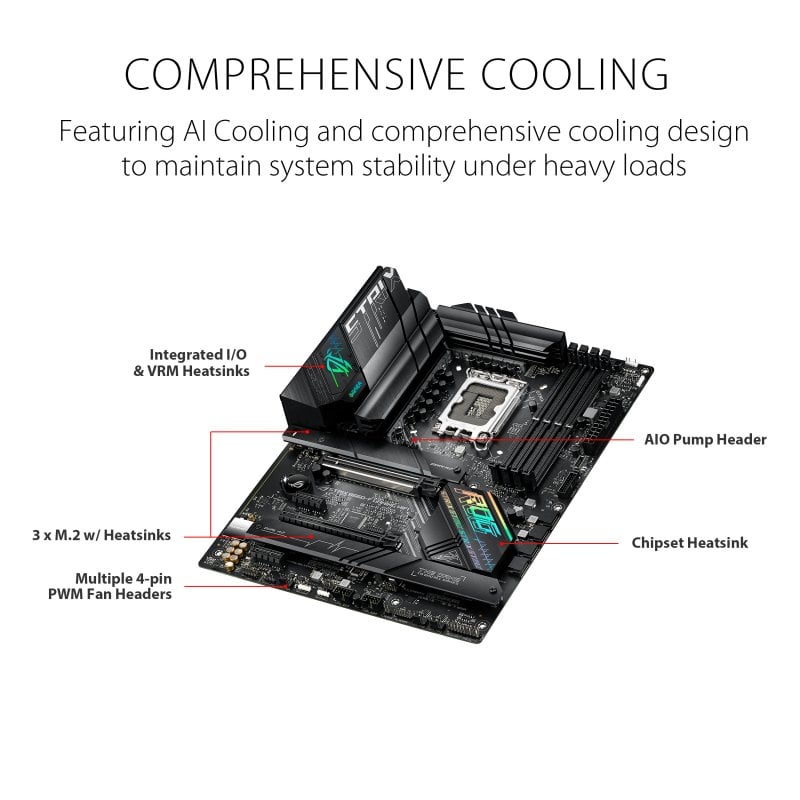 COMPREHENSIVE COOLING
Featuring AI Cooling and comprehensive cooling design
to maintain system stability under heavy loads
Integrated I/O
& VRM Heatsinks
AIO Pump Header
3 x M.2 w/ Heatsinks
Chipset Heatsink
Multiple 4-pin
PWM Fan Headers
ROG